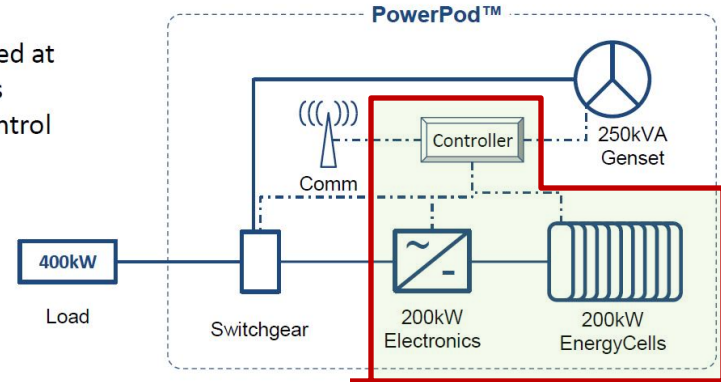 PowerPod™
ed at
s
ntrol
Controller
250kVA
Genset
Comm
400kW
Load
Switchgear
200kW
Electronics
200kW
EnergyCells